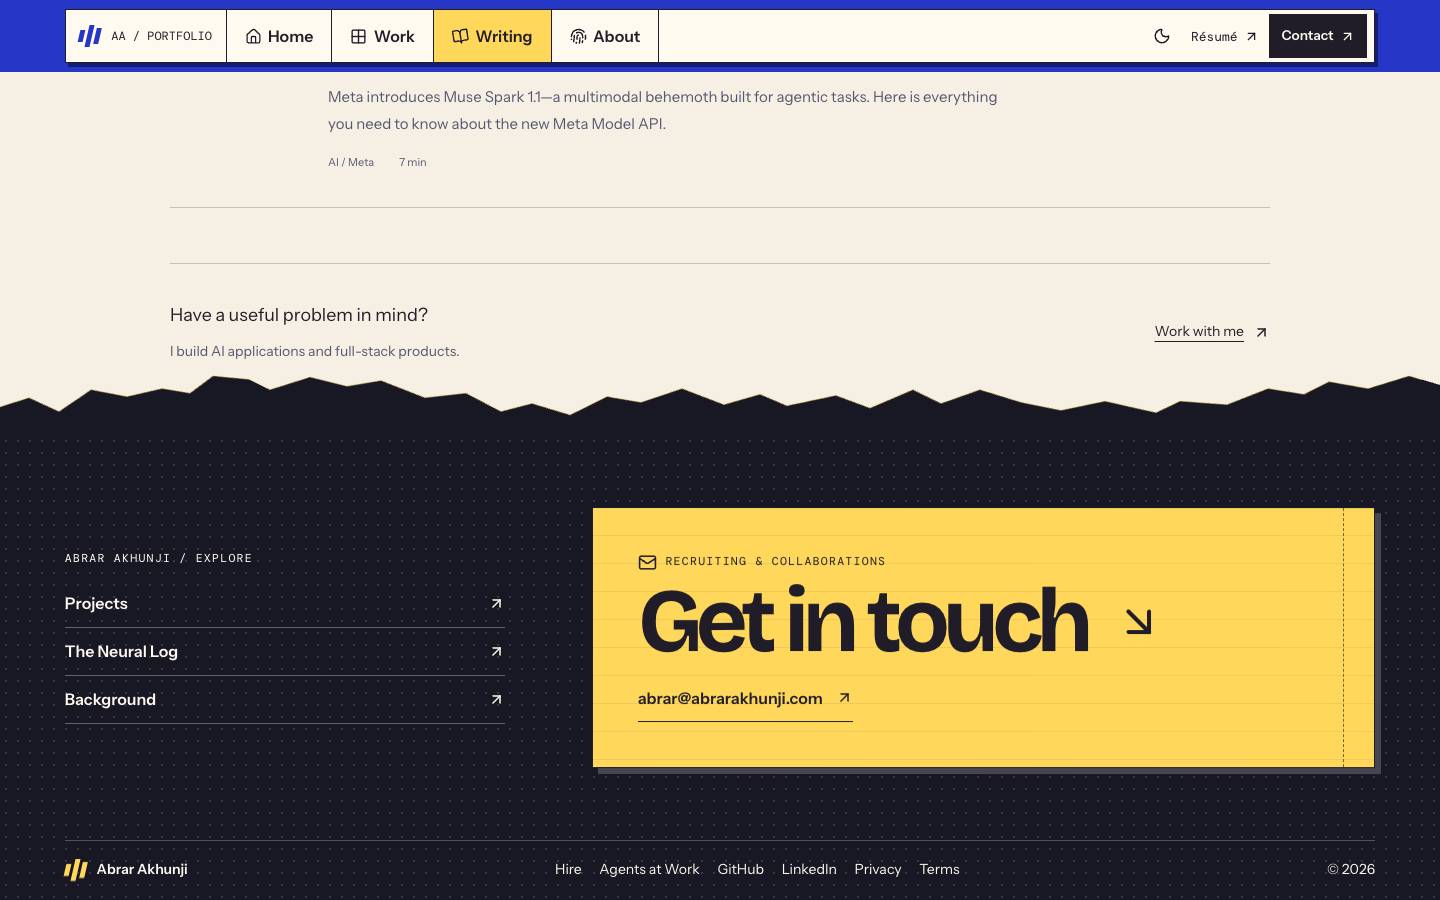 AA / PORTFOLIO
Home
Work
Writing
About
Résumé
Contact
Meta introduces Muse Spark 1.1—a multimodal behemoth built for agentic tasks. Here is everything
you need to know about the new Meta Model API.
AI / Meta 7 min
Have a useful problem in mind?
I build AI applications and full-stack products.
Work with me
ABRAR AKHUNJI / EXPLORE
Projects
The Neural Log
Background
RECRUITING & COLLABORATIONS
Get in touch
abrar@abrarakhunji.com
Abrar Akhunji
Hire Agents at Work GitHub LinkedIn Privacy Terms
© 2026